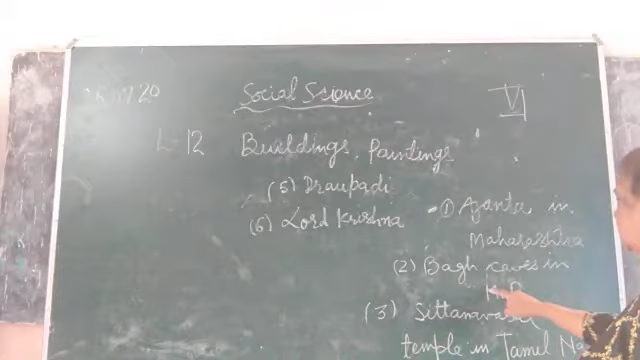 Social Science
VI
L-12 Buildings, Paintings
(5) Draupadi
(6) Lord Krishna
① Ajanta in
Maharashtra
(2) Bagh caves in
(3) Sittanavasal
temple in Tamil Na